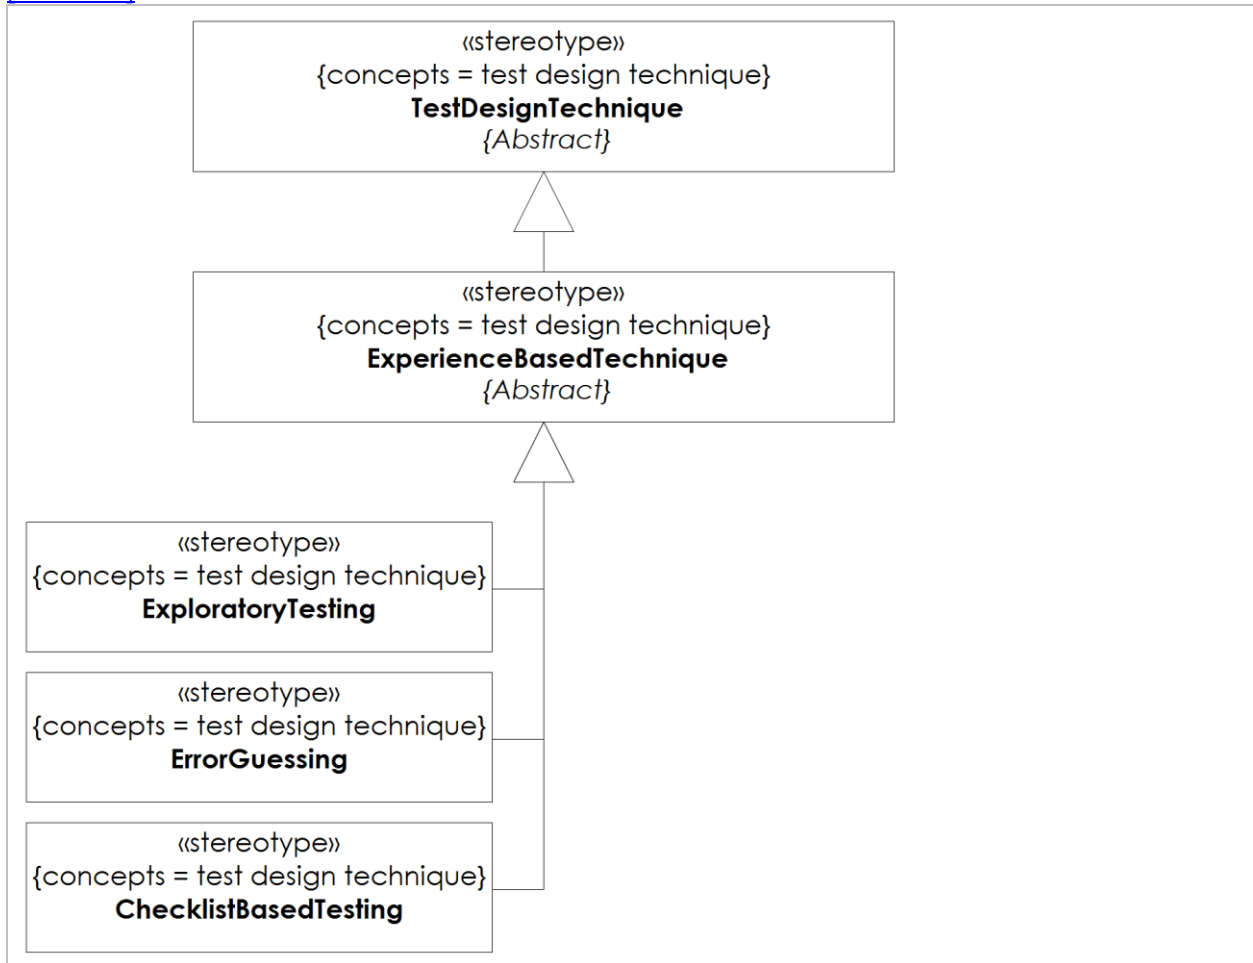 «stereotype»
{concepts = test design technique}
TestDesignTechnique
{Abstract}
«stereotype»
{concepts = test design technique}
ExperienceBasedTechnique
{Abstract}
«stereotype»
{concepts = test design technique}
ExploratoryTesting
«stereotype»
{concepts = test design technique}
ErrorGuessing
«stereotype»
{concepts = test design technique}
ChecklistBasedTesting